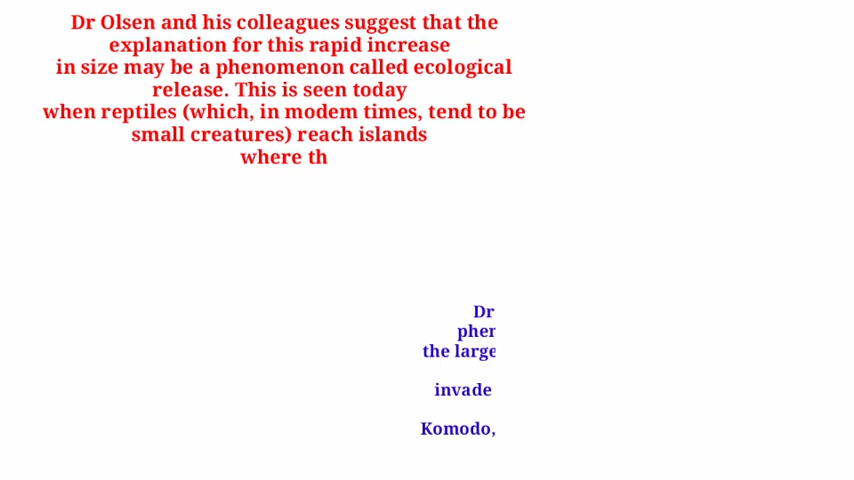 Dr Olsen and his colleagues suggest that the
explanation for this rapid increase
in size may be a phenomenon called ecological
release. This is seen today
when reptiles (which, in modem times, tend to be
small creatures) reach islands
where th
Dr
phen
the large
invade
Komodo,